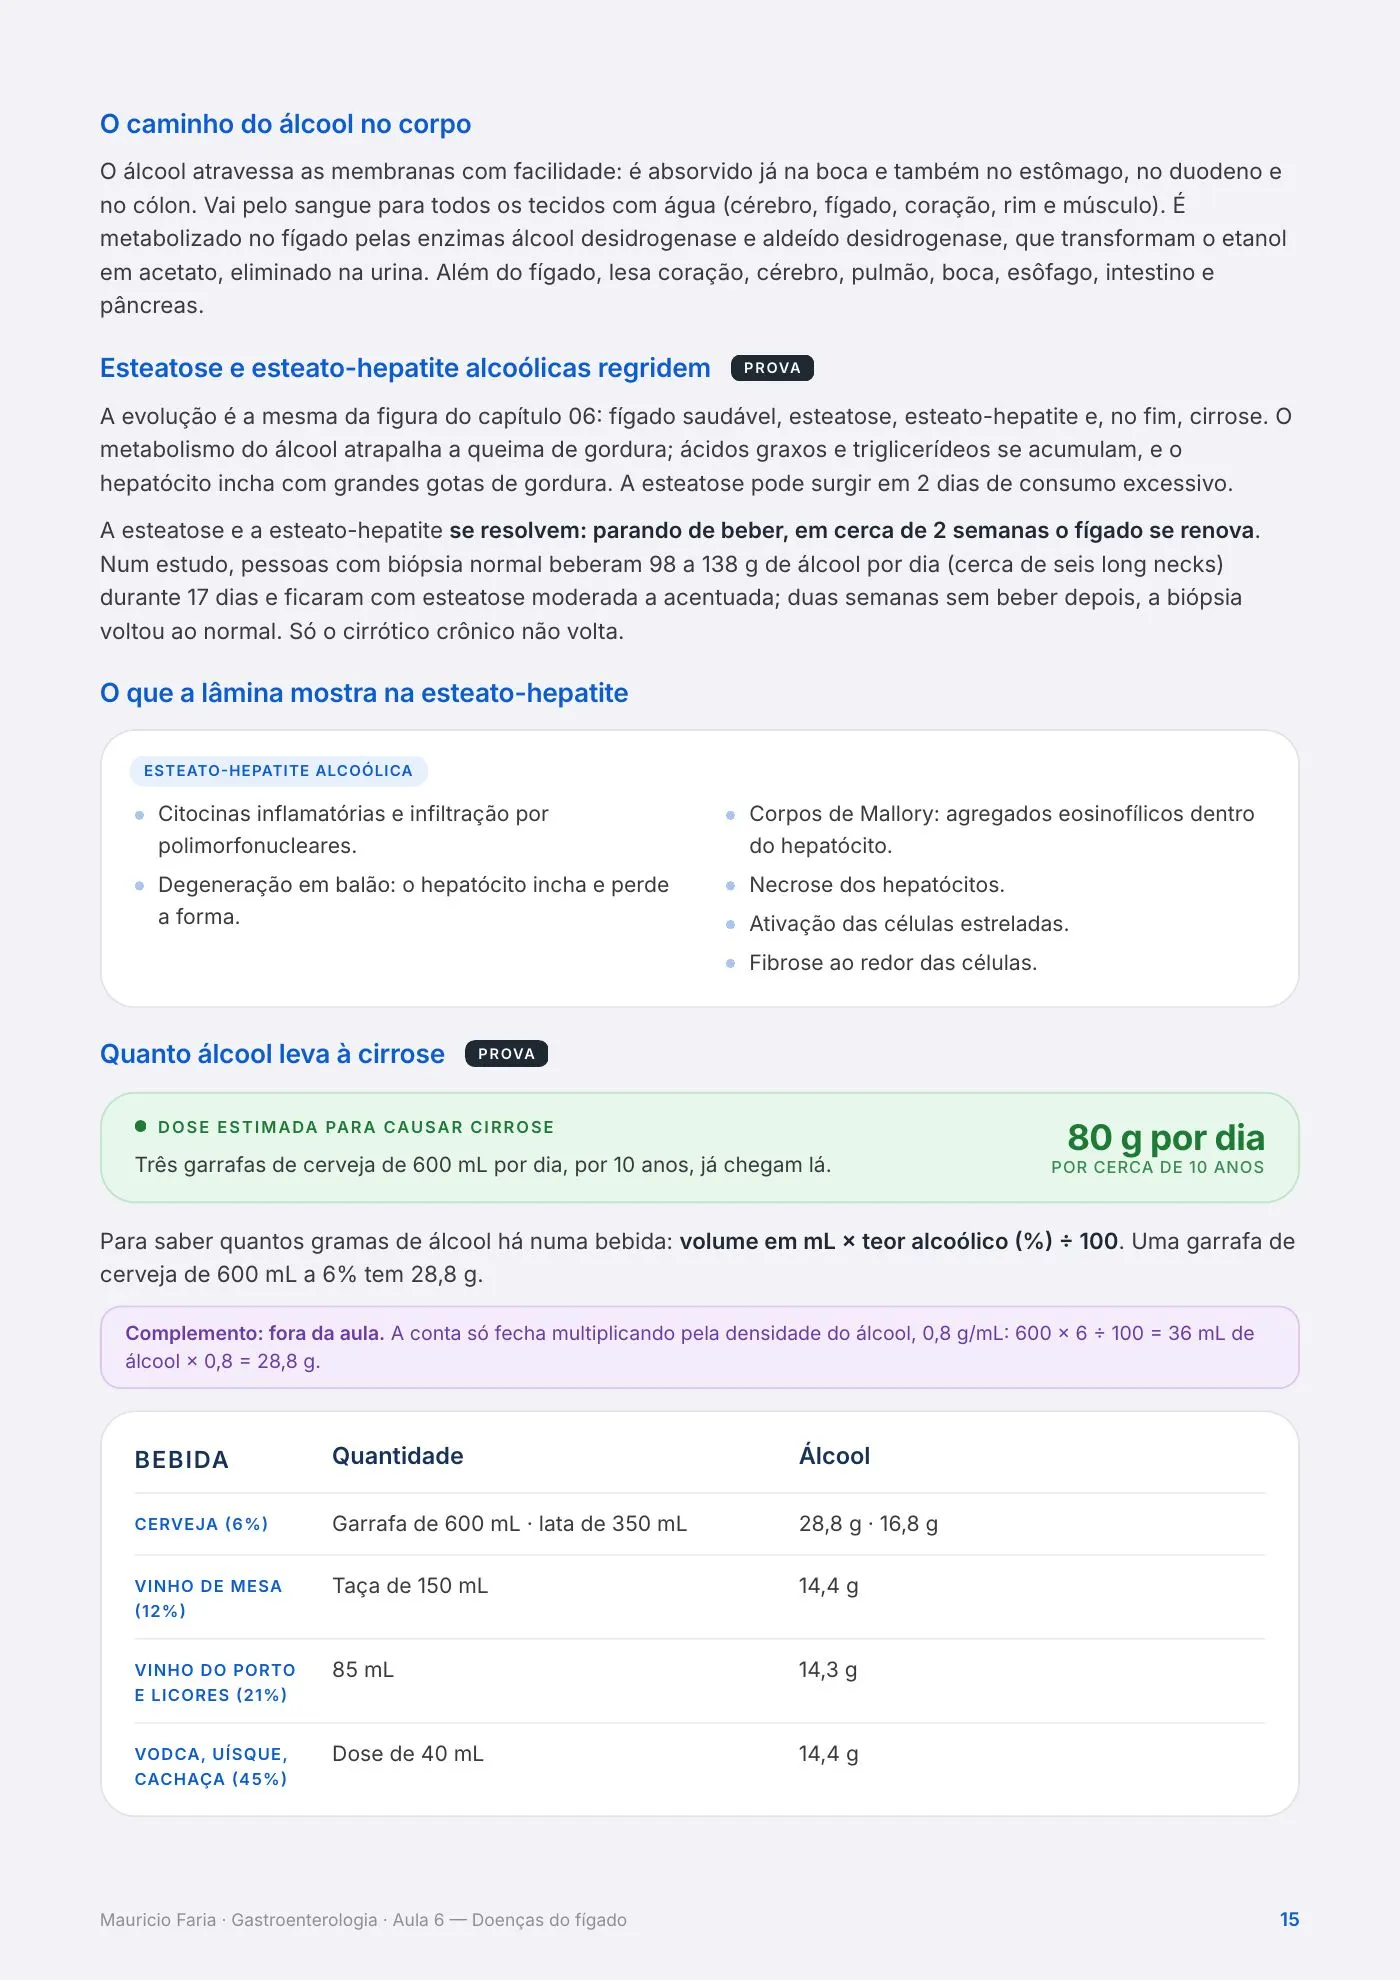 O caminho do álcool no corpo
O álcool atravessa as membranas com facilidade: é absorvido já na boca e também no estômago, no duodeno e
no cólon. Vai pelo sangue para todos os tecidos com água (cérebro, fígado, coração, rim e músculo). É
metabolizado no fígado pelas enzimas álcool desidrogenase e aldeído desidrogenase, que transformam o etanol
em acetato, eliminado na urina. Além do fígado, lesa coração, cérebro, pulmão, boca, esôfago, intestino e
pâncreas.
Esteatose e esteato-hepatite alcoólicas regridem PROVA
A evolução é a mesma da figura do capítulo 06: fígado saudável, esteatose, esteato-hepatite e, no fim, cirrose. O
metabolismo do álcool atrapalha a queima de gordura; ácidos graxos e triglicerídeos se acumulam, e o
hepatócito incha com grandes gotas de gordura. A esteatose pode surgir em 2 dias de consumo excessivo.
A esteatose e a esteato-hepatite se resolvem: parando de beber, em cerca de 2 semanas o fígado se renova.
Num estudo, pessoas com biópsia normal beberam 98 a 138 g de álcool por dia (cerca de seis long necks)
durante 17 dias e ficaram com esteatose moderada a acentuada; duas semanas sem beber depois, a biópsia
voltou ao normal. Só o cirrótico crônico não volta.
O que a lâmina mostra na esteato-hepatite
ESTEATO-HEPATITE ALCOÓLICA
Citocinas inflamatórias e infiltração por
polimorfonucleares.
Degeneração em balão: o hepatócito incha e perde
a forma.
Corpos de Mallory: agregados eosinofílicos dentro
do hepatócito.
Necrose dos hepatócitos.
Ativação das células estreladas.
Fibrose ao redor das células.
Quanto álcool leva à cirrose PROVA
DOSE ESTIMADA PARA CAUSAR CIRROSE
Três garrafas de cerveja de 600 mL por dia, por 10 anos, já chegam lá.
80 g por dia
POR CERCA DE 10 ANOS
Para saber quantos gramas de álcool há numa bebida: volume em mL × teor alcoólico (%) ÷ 100. Uma garrafa de
cerveja de 600 mL a 6% tem 28,8 g.
Complemento: fora da aula. A conta só fecha multiplicando pela densidade do álcool, 0,8 g/mL: 600 × 6 ÷ 100 = 36 mL de
álcool × 0,8 = 28,8 g.
BEBIDA Quantidade Álcool
CERVEJA (6%) Garrafa de 600 mL · lata de 350 mL 28,8 g · 16,8 g
VINHO DE MESA Taça de 150 mL 14,4 g
(12%)
VINHO DO PORTO 85 mL 14,3 g
E LICORES (21%)
VODCA, UÍSQUE, Dose de 40 mL 14,4 g
CACHAÇA (45%)
Mauricio Faria · Gastroenterologia · Aula 6 — Doenças do fígado 15